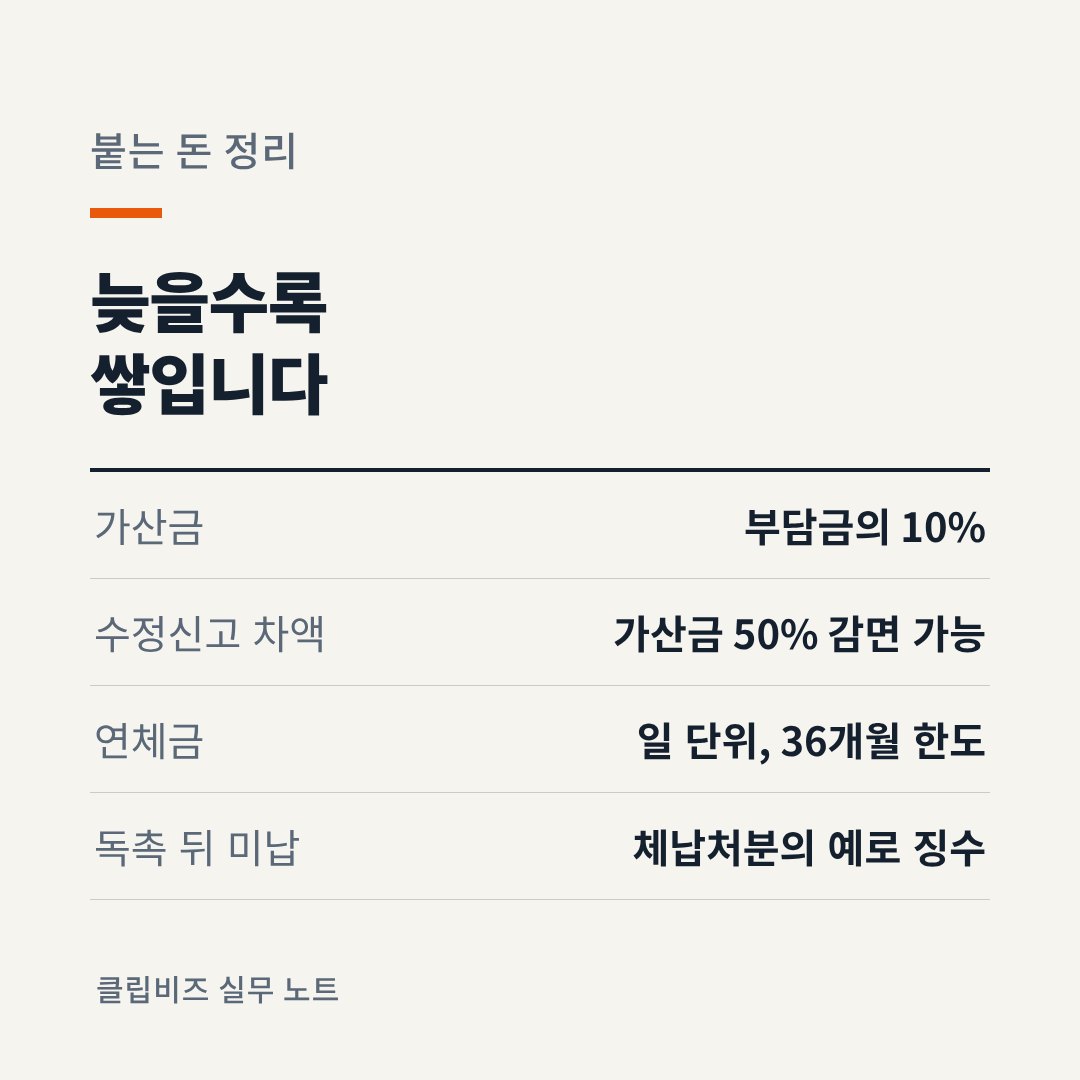 붙는 돈 정리
늦을수록
쌓입니다
가산금 부담금의 10%
수정신고 차액 가산금 50% 감면 가능
연체금 일 단위, 36개월 한도
독촉 뒤 미납 체납처분의 예로 징수
클립비즈 실무 노트